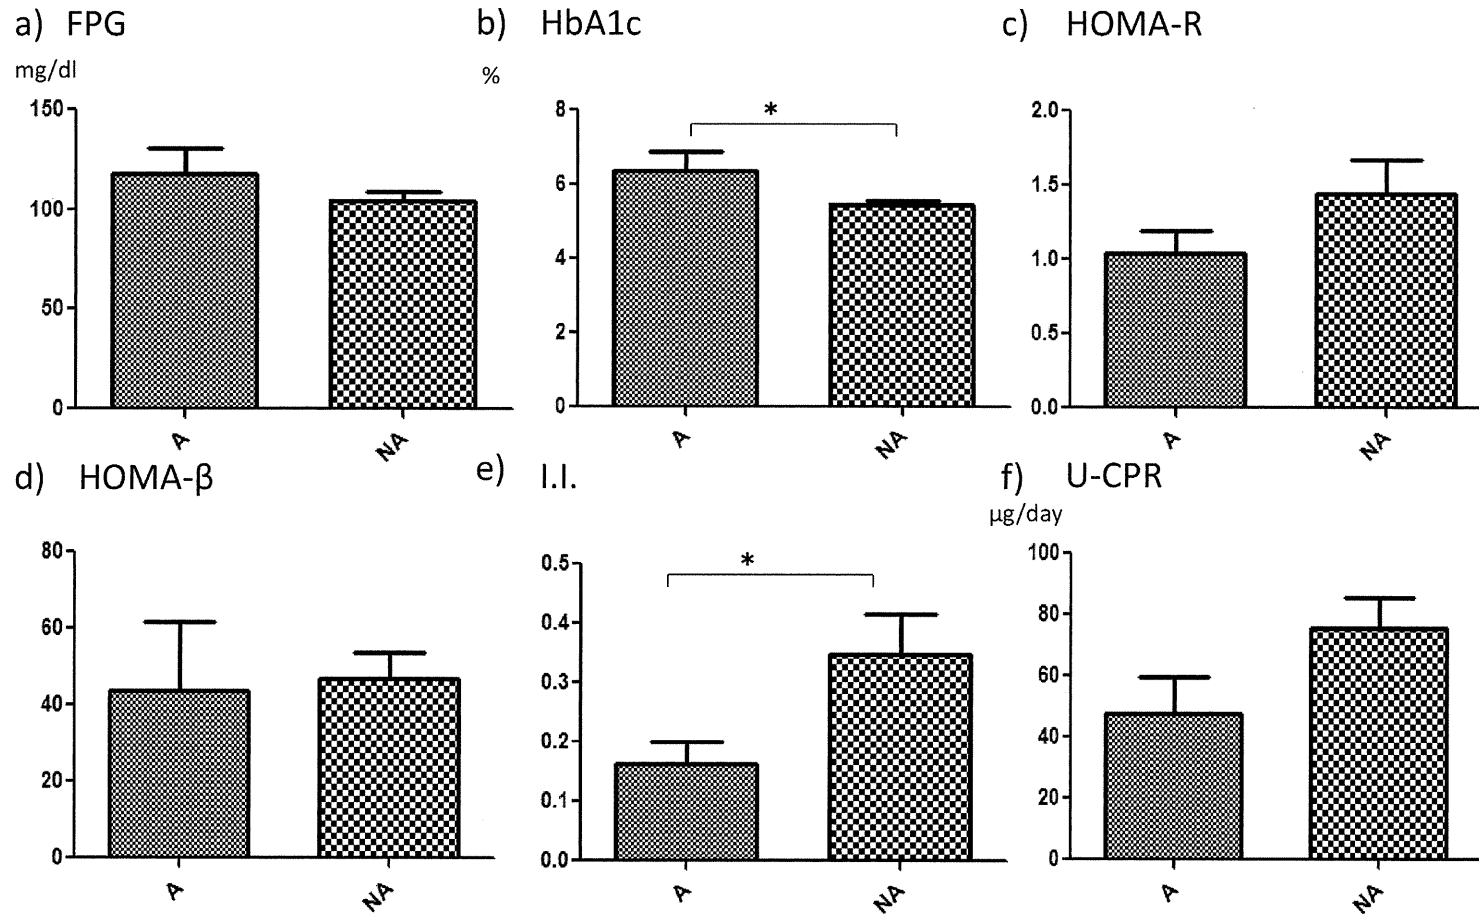 a) FPG
mg/dl
150
100
50
0
A
NA
b) HbA1c
%
8
6
4
2
0
*
A
NA
c) HOMA-R
2.0
1.5
1.0
0.5
0.0
A
NA
d) HOMA-β
80
60
40
20
0
A
NA
e) I.I.
0.5
0.4
0.3
0.2
0.1
0.0
*
A
NA
f) U-CPR
µg/day
100
80
60
40
20
0
A
NA